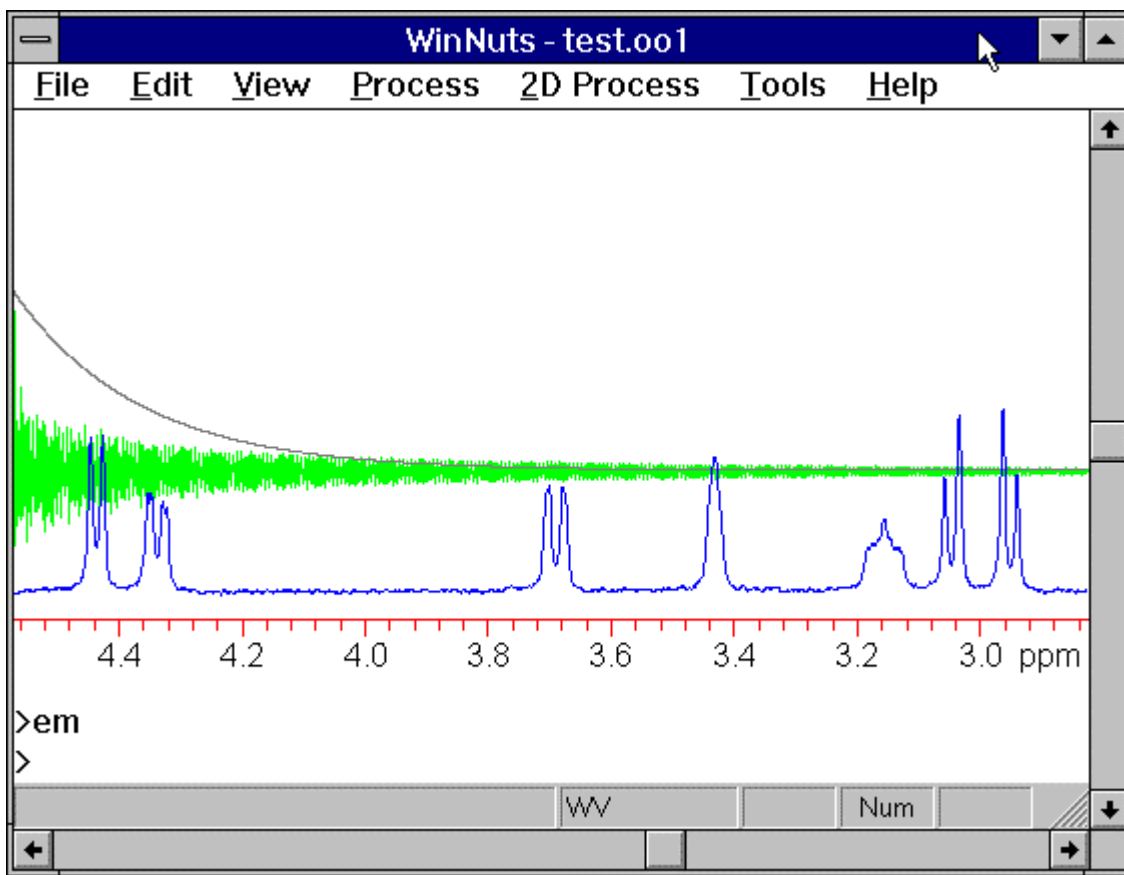 WinNuts - test.oo1
File Edit View Process 2D Process Tools Help
4.4 4.2 4.0 3.8 3.6 3.4 3.2 3.0 ppm
>em
>
WV Num